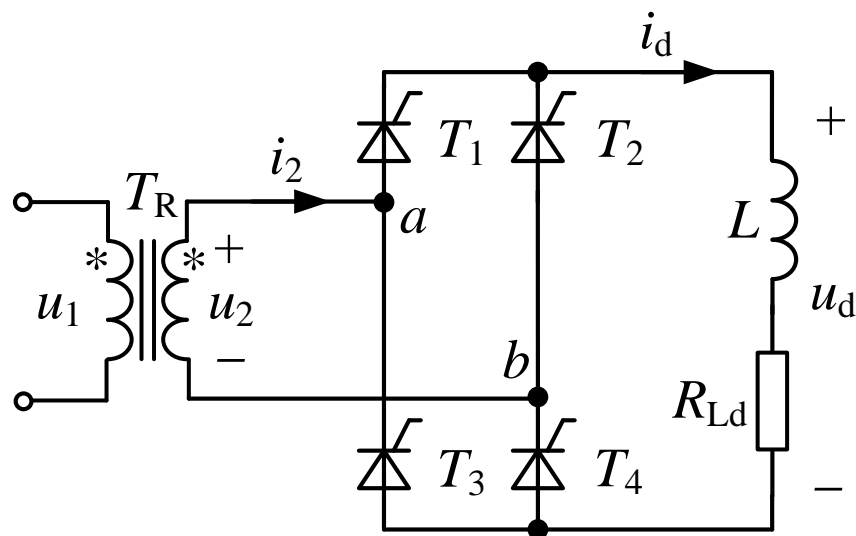 i_d
+
T_1
T_2
i_2
T_R
a
L
* * +
u_1
u_2
u_d
−
b
R_Ld
T_3
T_4
−